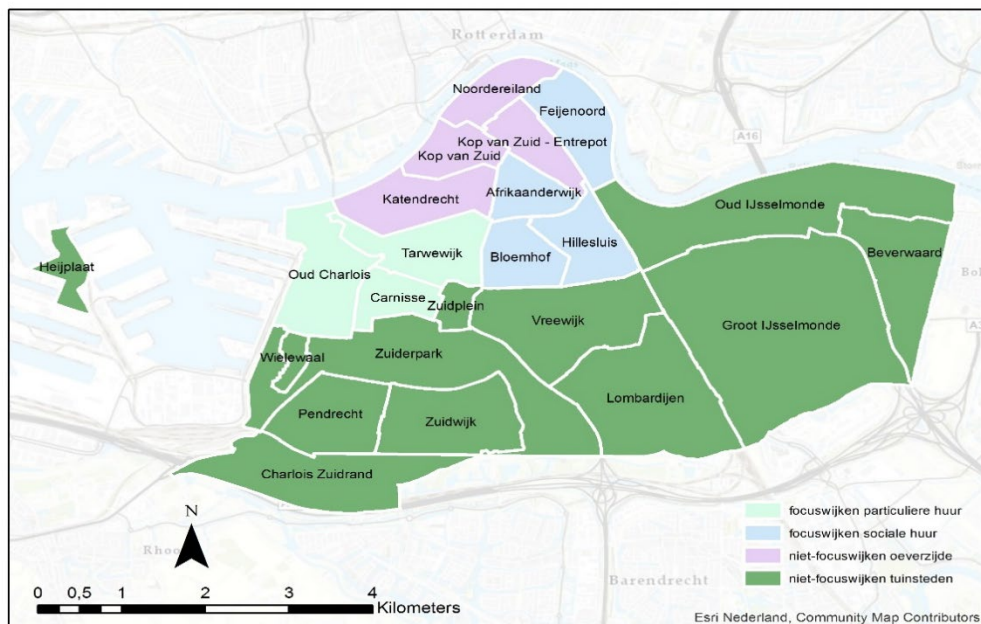 Rotterdam
Noordereiland
Feijenoord
Kop van Zuid - Entrepot
Kop van Zuid
A16
Katendrecht
Afrikaanderwijk
Oud IJsselmonde
Hillesluis
Beverwaard
Tarwewijk
Bloemhof
Heijplaat
Oud Charlois
Carnisse
Zuidplein
Vreewijk
Groot IJsselmonde
Wielewaal
Zuiderpark
Lombardijen
Pendrecht
Zuidwijk
Charlois Zuidrand
N
focuswijken particuliere huur
focuswijken sociale huur
niet-focuswijken oeverzijde
niet-focuswijken tuinsteden
Barendrecht
0 0,5 1 2 3 4
Kilometers
Esri Nederland, Community Map Contributors